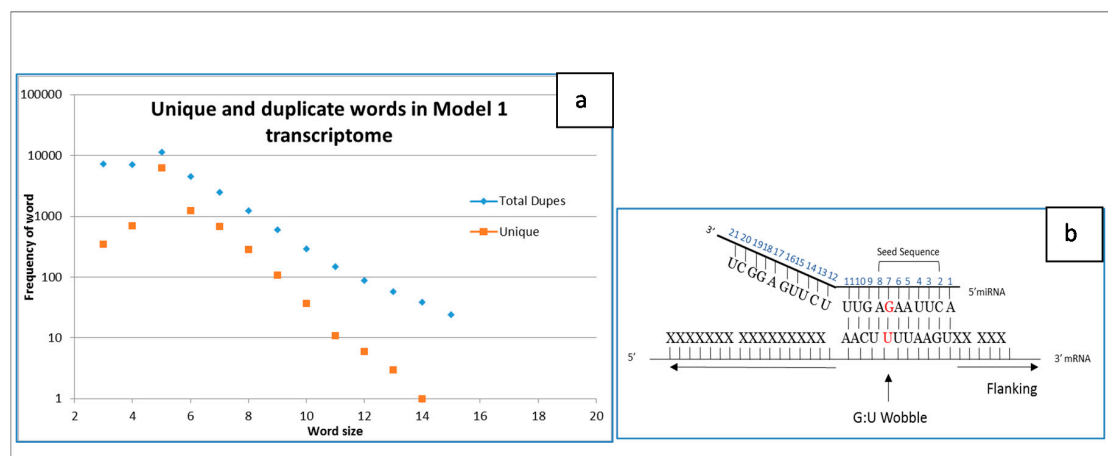 a
Unique and duplicate words in Model 1
transcriptome
100000
10000
1000
100
10
1
Frequency of word
Total Dupes
Unique
2 4 6 8 10 12 14 16 18 20
Word size
b
3'
21 20 19 18 17 16 15 14 13 12
UC GG A GUU C U
Seed Sequence
11 10 9 8 7 6 5 4 3 2 1
5'miRNA
UUG AGAA UUC A
XXXXXXX XXXXXXXXX AACU U UUAAGUXX XXX
5'
3' mRNA
Flanking
G:U Wobble